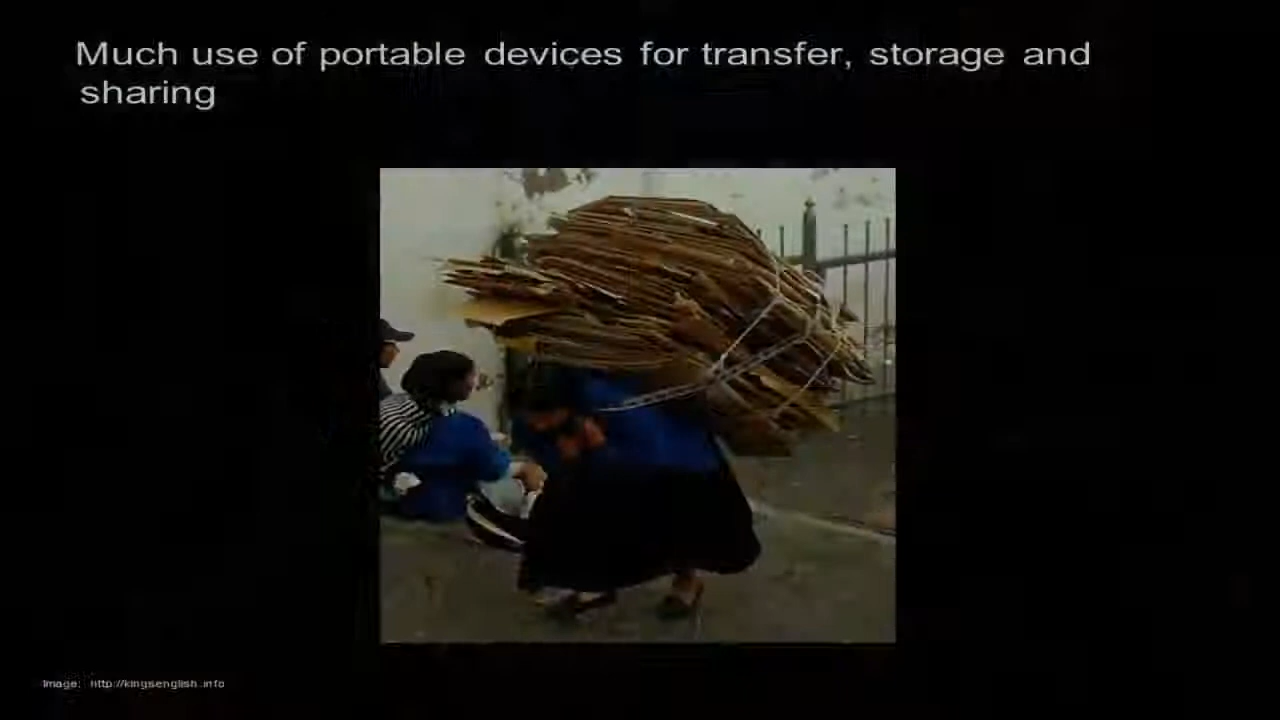 Much use of portable devices for transfer, storage and
sharing
Image: http://kingsenglish.info